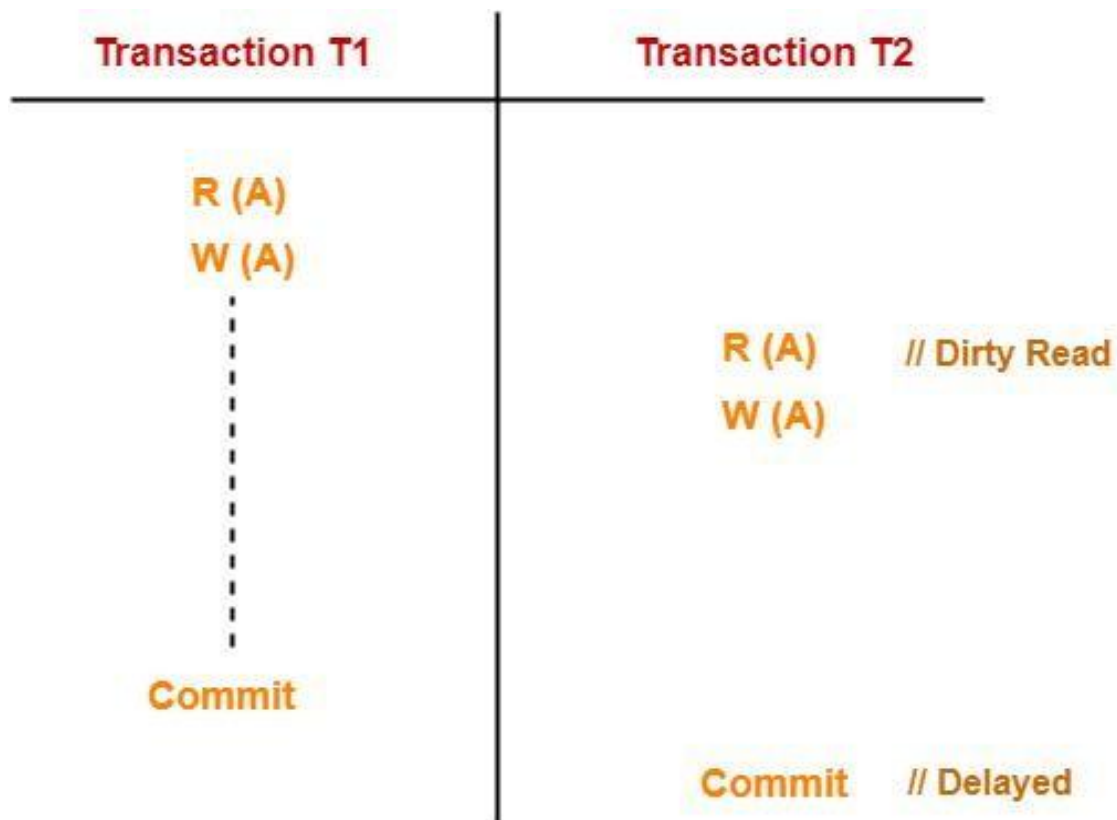 Transaction T1 Transaction T2
R (A)
W (A)
R (A) // Dirty Read
W (A)
Commit
Commit // Delayed